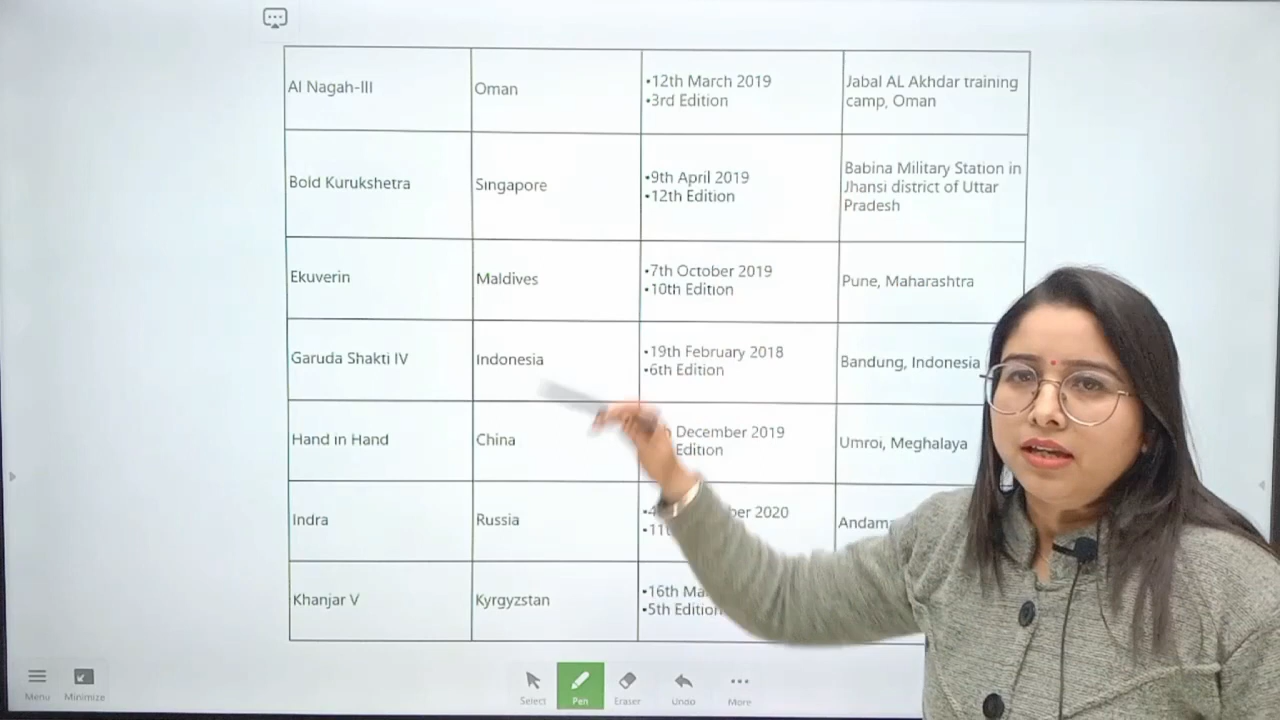 Al Nagah-III
Oman
•12th March 2019
•3rd Edition
Jabal AL Akhdar training
camp, Oman
Bold Kurukshetra
Singapore
•9th April 2019
•12th Edition
Babina Military Station in
Jhansi district of Uttar
Pradesh
Ekuverin
Maldives
•7th October 2019
•10th Edition
Pune, Maharashtra
Garuda Shakti IV
Indonesia
•19th February 2018
•6th Edition
Bandung, Indonesia
Hand in Hand
China
December 2019
Edition
Umroi, Meghalaya
Indra
Russia
2020
Khanjar V
Kyrgyzstan
•16th
•5th Edition
Menu
Minimize
Select
Pen
Eraser
Undo
More